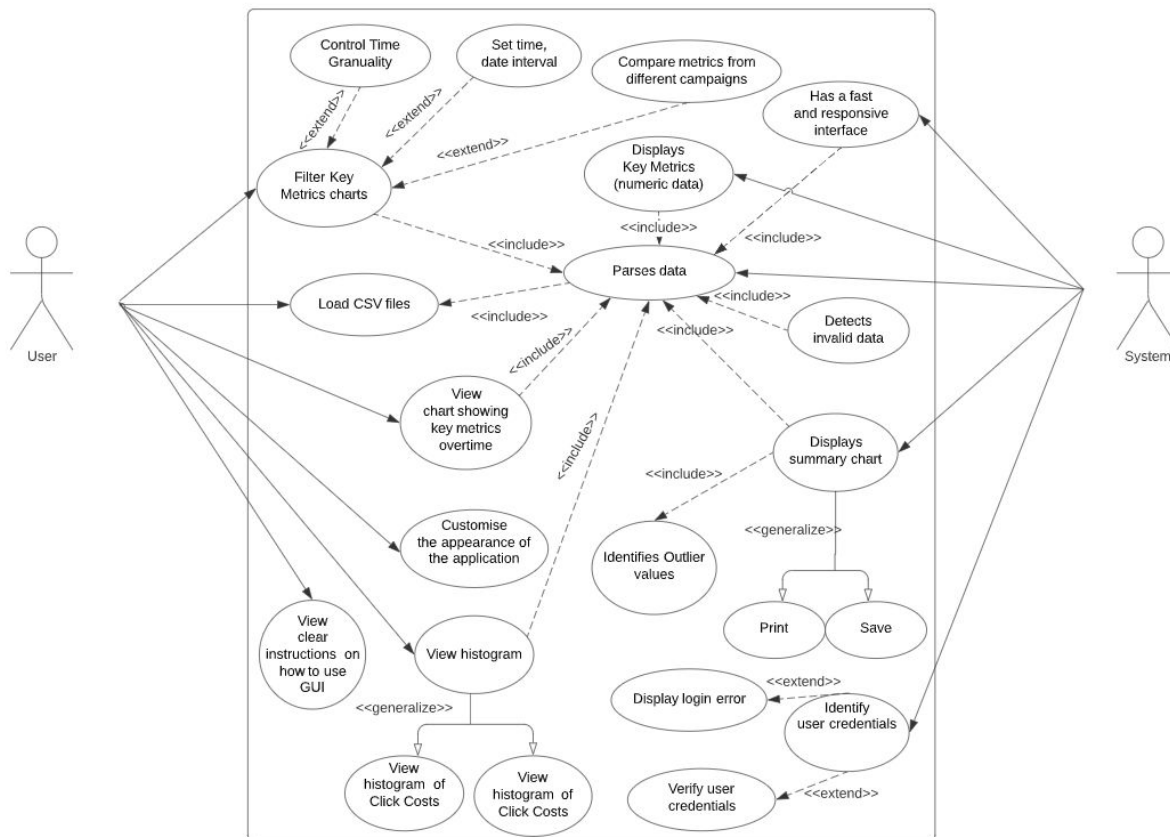 Control Time
Granuality
Set time,
date interval
Compare metrics from
different campaigns
Has a fast
and responsive
interface
<<extend>>
<<extend>>
<<extend>>
Filter Key
Metrics charts
Displays
Key Metrics
(numeric data)
<<include>>
<<include>>
<<include>>
Parses data
User
System
Load CSV files
<<include>>
<<include>>
<<include>>
<<include>>
Detects
invalid data
View
chart showing
key metrics
overtime
<<include>>
Displays
summary chart
<<include>>
Customise
the appearance of
the application
<<generalize>>
Identifies Outlier
values
View
clear
instructions on
how to use
GUI
View histogram
Print
Save
<<generalize>>
Display login error
<<extend>>
Identify
user credentials
View
histogram of
Click Costs
View
histogram of
Click Costs
Verify user
credentials
<<extend>>